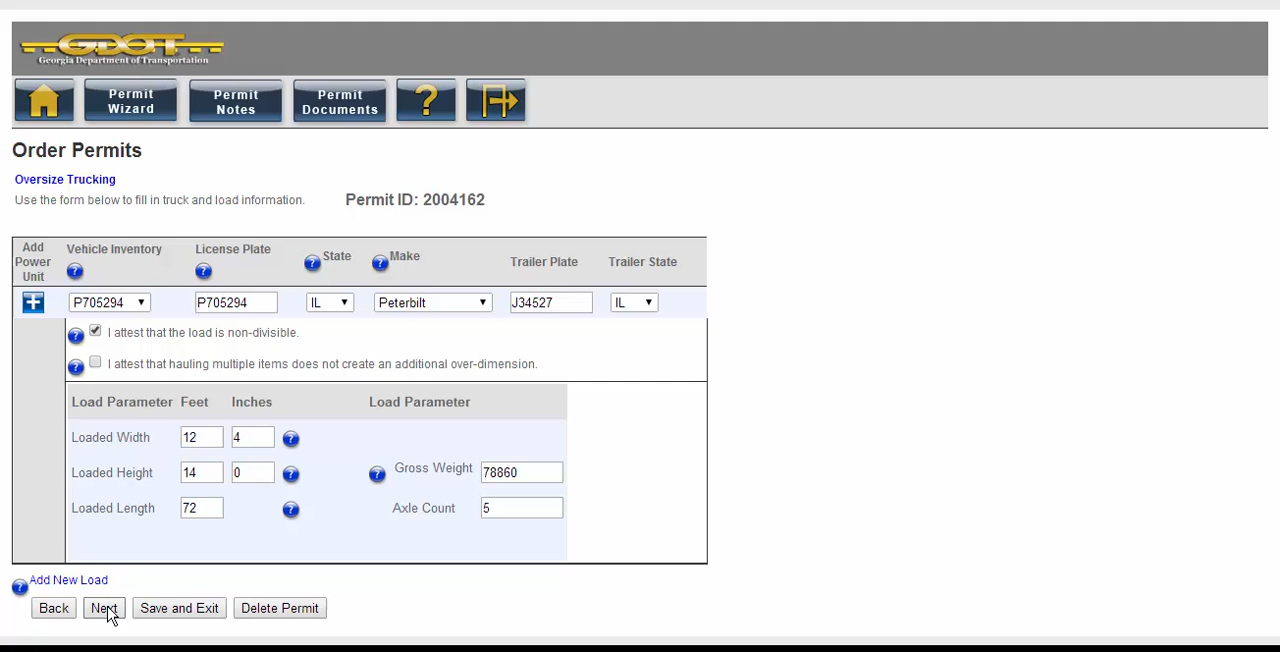 GDOT
Georgia Department of Transportation
Permit Wizard
Permit Notes
Permit Documents
?
Order Permits
Oversize Trucking
Use the form below to fill in truck and load information.
Permit ID: 2004162
Add Power Unit
Vehicle Inventory
License Plate
State
Make
Trailer Plate
Trailer State
P705294
P705294
IL
Peterbilt
J34527
IL
I attest that the load is non-divisible.
I attest that hauling multiple items does not create an additional over-dimension.
Load Parameter Feet Inches Load Parameter
Loaded Width 12 4
Loaded Height 14 0 Gross Weight 78860
Loaded Length 72 Axle Count 5
Add New Load
Back Next Save and Exit Delete Permit